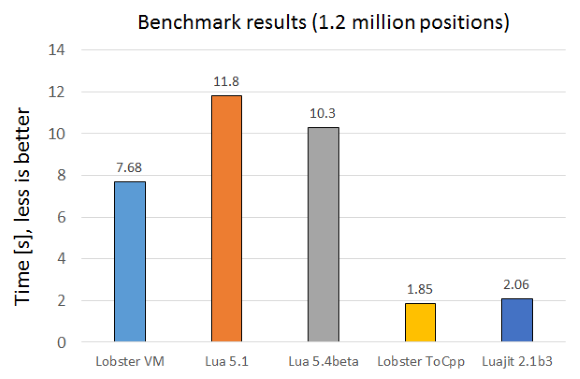 Benchmark results (1.2 million positions)
Time [s], less is better
14
12
10
8
6
4
2
0
7.68
11.8
10.3
1.85
2.06
Lobster VM
Lua 5.1
Lua 5.4beta
Lobster ToCpp
Luajit 2.1b3